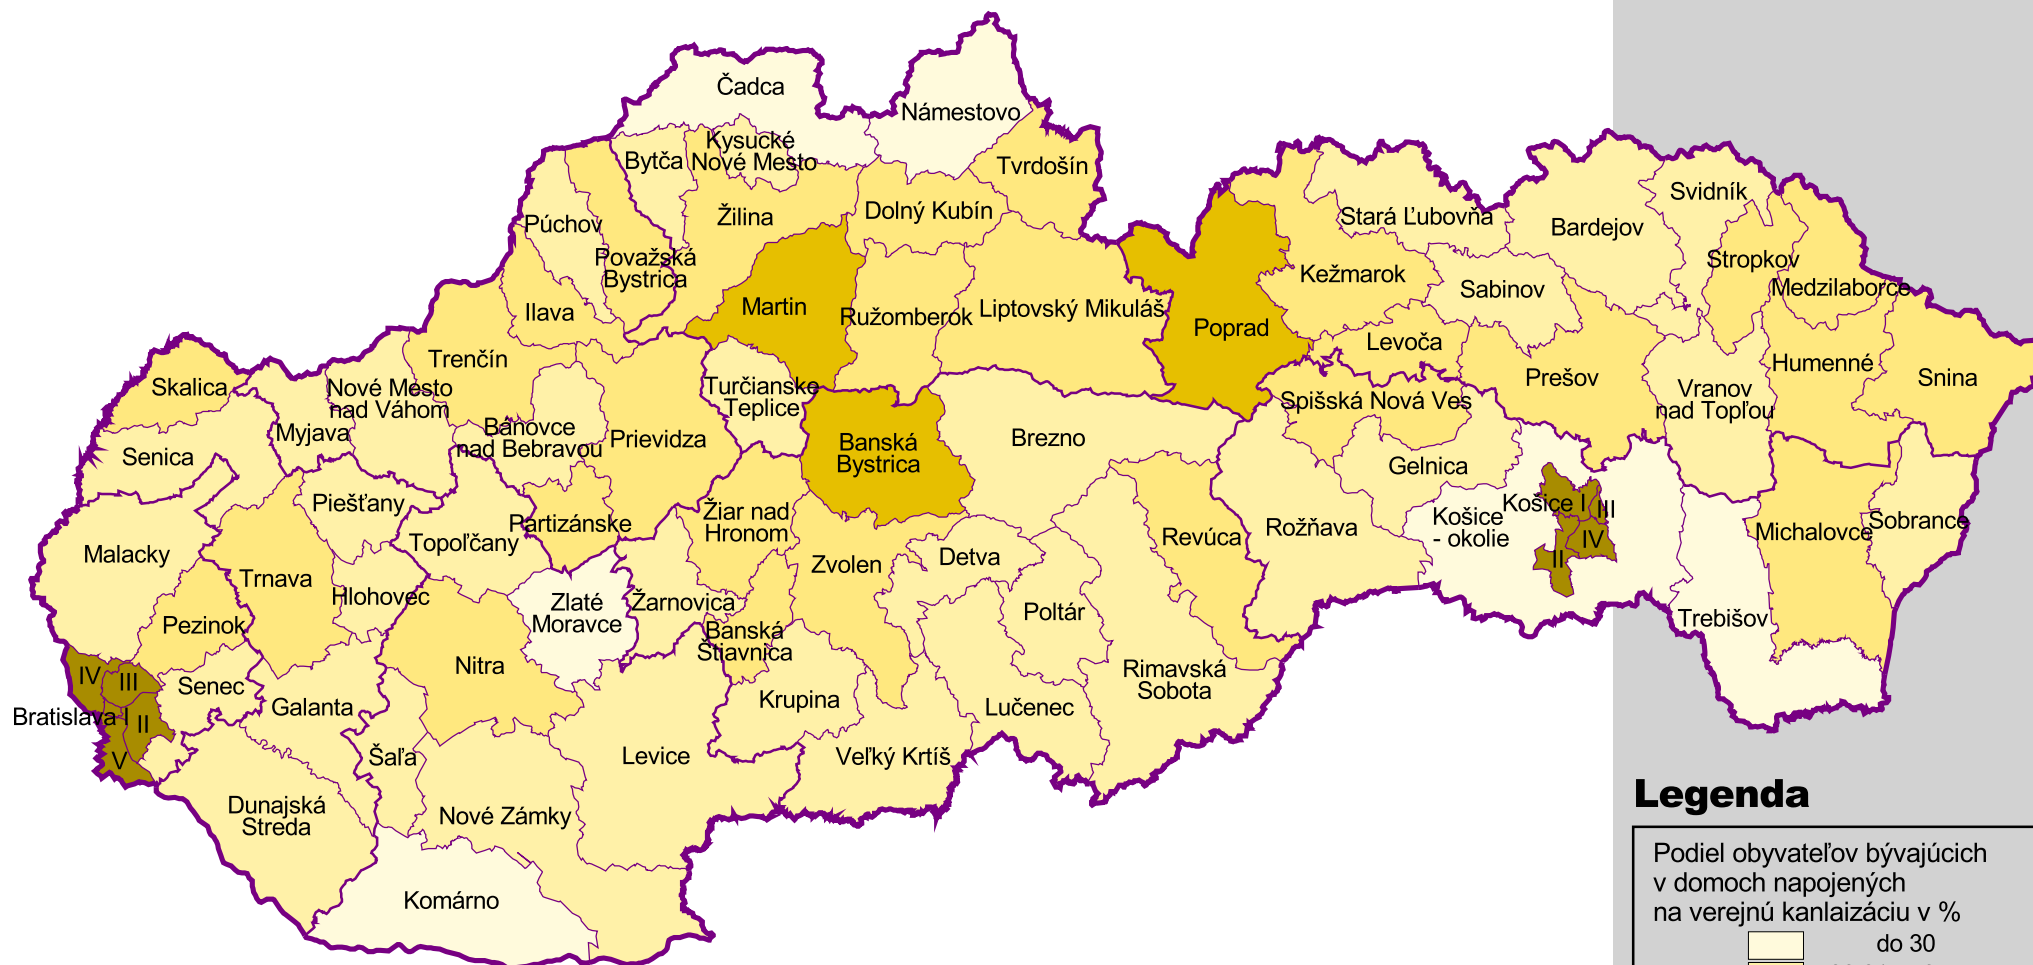 Čadca
Námestovo
Kysucké
Nové Mesto
Bytča
Tvrdošín
Svidník
Púchov
Žilina
Dolný Kubín
Stará Ľubovňa
Bardejov
Považská
Bystrica
Stropkov
Kežmarok
Sabinov
Medzilaborce
Ilava
Martin
Ružomberok
Liptovský Mikuláš
Poprad
Levoča
Trenčín
Humenné
Snina
Prešov
Skalica
Nové Mesto
nad Váhom
Turčianske
Teplice
Vranov
nad Topľou
Spišská Nová Ves
Myjava
Bánovce
nad Bebravou
Prievidza
Banská
Bystrica
Brezno
Senica
Gelnica
Piešťany
Partizánske
Žiar nad
Hronom
Košice I
III
Košice
- okolie
Rožňava
Revúca
Michalovce
Sobrance
IV
II
Malacky
Topoľčany
Zvolen
Detva
Trnava
Hlohovec
Zlaté
Moravce
Žarnovica
Poltár
Trebišov
Pezinok
Banská
Štiavnica
Nitra
Rimavská
Sobota
IV
III
Senec
Krupina
Galanta
Lučenec
Bratislava I
II
V
Šaľa
Levice
Veľký Krtíš
Dunajská
Streda
Nové Zámky
Komárno
Legenda
Podiel obyvateľov bývajúcich
v domoch napojených
na verejnú kanlaizáciu v %
do 30